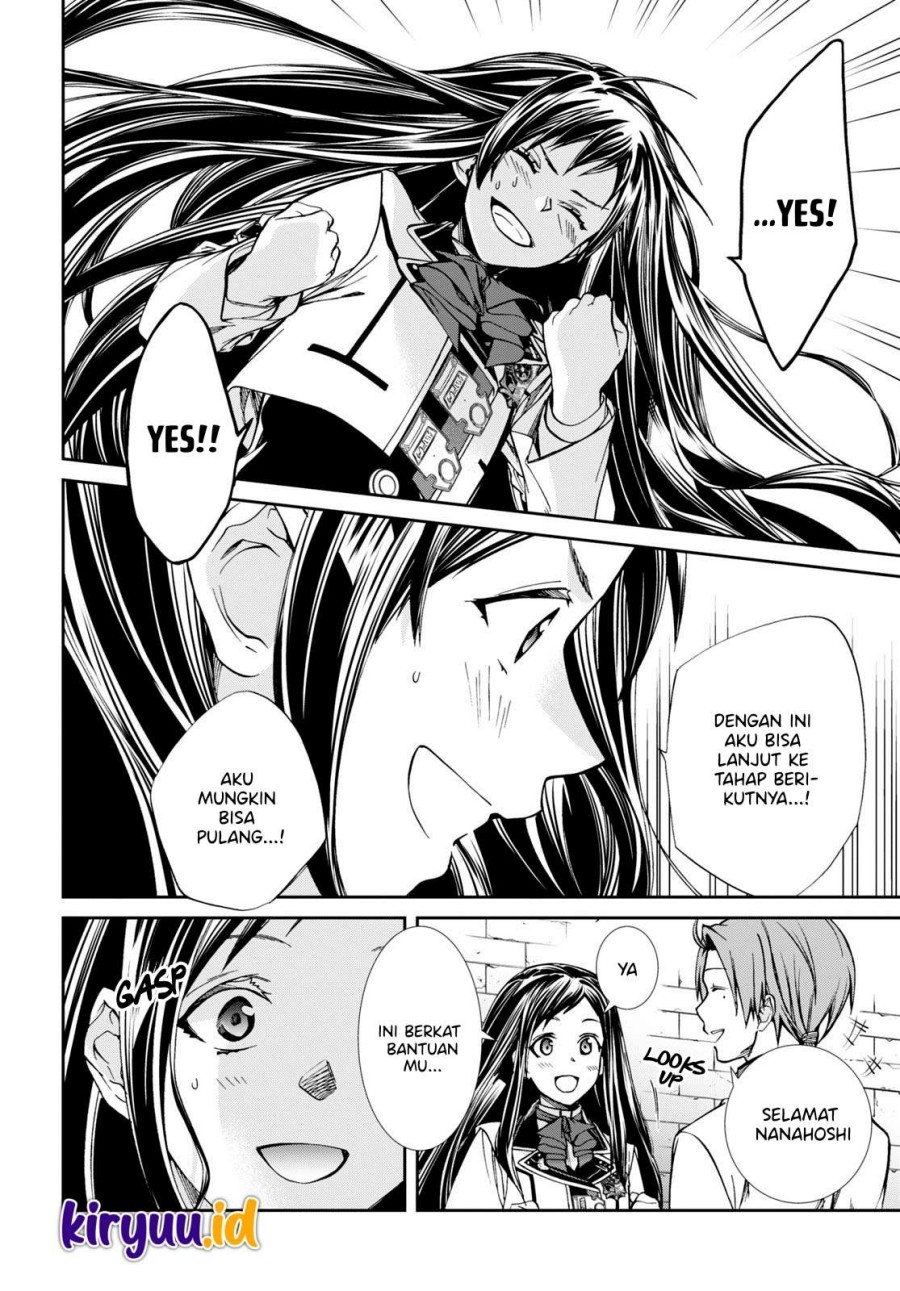 ...YES!
YES!!
DENGAN INI
AKU BISA
LANJUT KE
TAHAP BERI-
KUTNYA...!
AKU
MUNGKIN
BISA
PULANG...!
YA
LOOKS
UP
SELAMAT
NANAHOSHI
GASP
INI BERKAT
BANTUAN
MU...
kiryuu.id